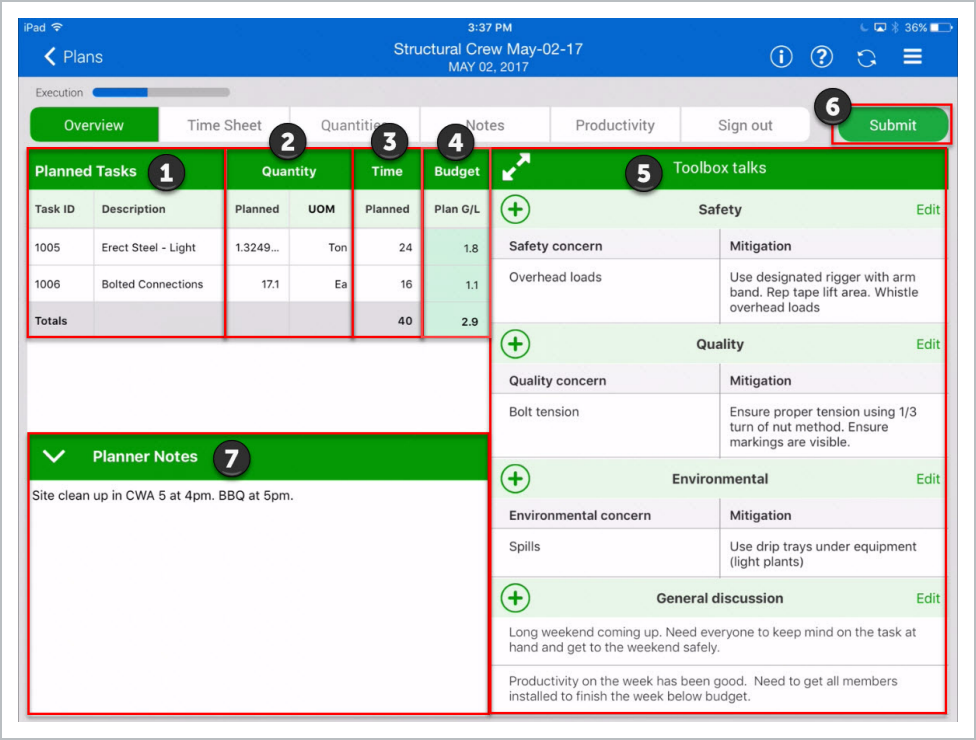 iPad 3:37 PM 36%
Plans
Structural Crew May-02-17
MAY 02, 2017
Execution
Overview Time Sheet Quantities Notes Productivity Sign out 6 Submit
Planned Tasks 1 2 Quantity 3 Time 4 Budget 5 Toolbox talks
Task ID Description Planned UOM Planned Plan G/L
1005 Erect Steel - Light 1.3249... Ton 24 1.8
1006 Bolted Connections 17.1 Ea 16 1.1
Totals 40 2.9
Planner Notes 7
Site clean up in CWA 5 at 4pm. BBQ at 5pm.
Safety Edit
Safety concern Mitigation
Overhead loads Use designated rigger with arm
band. Rep tape lift area. Whistle
overhead loads
Quality Edit
Quality concern Mitigation
Bolt tension Ensure proper tension using 1/3
turn of nut method. Ensure
markings are visible.
Environmental Edit
Environmental concern Mitigation
Spills Use drip trays under equipment
(light plants)
General discussion Edit
Long weekend coming up. Need everyone to keep mind on the task at
hand and get to the weekend safely.
Productivity on the week has been good. Need to get all members
installed to finish the week below budget.